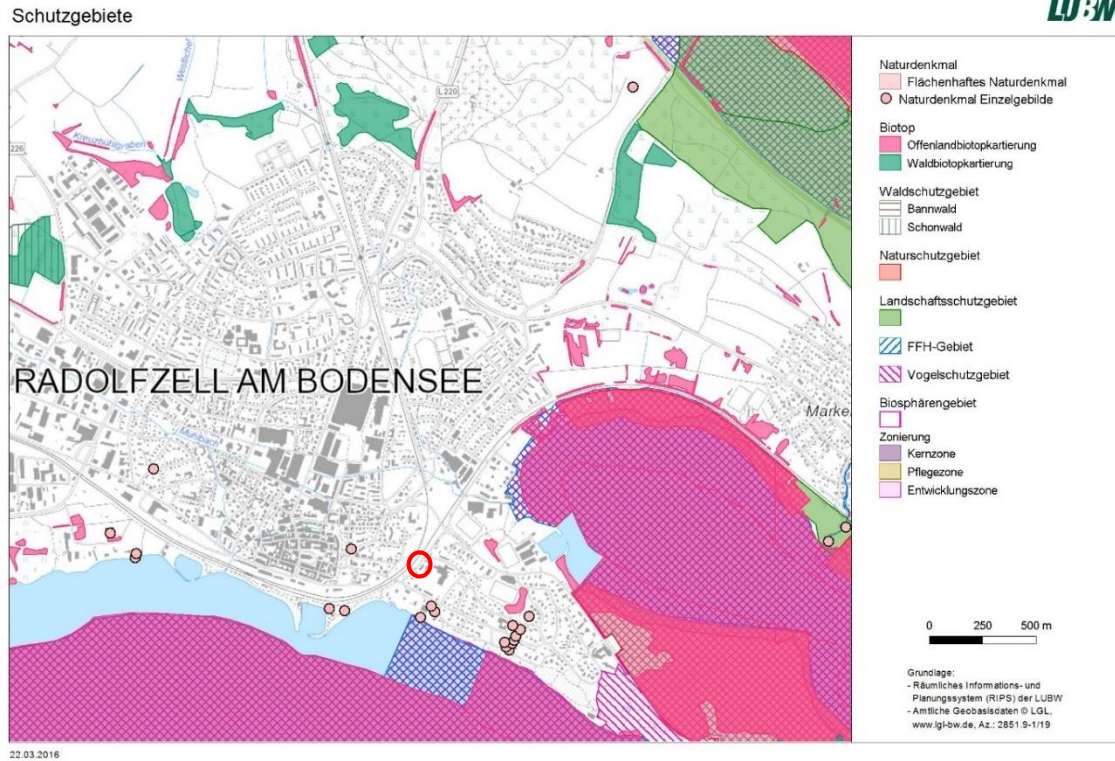 Schutzgebiete
LUBW
Westlichef
L 220
Kreuzbühlgraben
226
L 220
RADOLFZELL AM BODENSEE
Mühlbach
Marke
Naturdenkmal
Flächenhaftes Naturdenkmal
Naturdenkmal Einzelgebilde
Biotop
Offenlandbiotopkartierung
Waldbiotopkartierung
Waldschutzgebiet
Bannwald
Schonwald
Naturschutzgebiet
Landschaftsschutzgebiet
FFH-Gebiet
Vogelschutzgebiet
Biosphärengebiet
Zonierung
Kernzone
Pflegezone
Entwicklungszone
0 250 500 m
Grundlage:
- Räumliches Informations- und
Planungssystem (RIPS) der LUBW
- Amtliche Geobasisdaten © LGL,
www.lgl-bw.de, Az.: 2851.9-1/19
22.03.2016